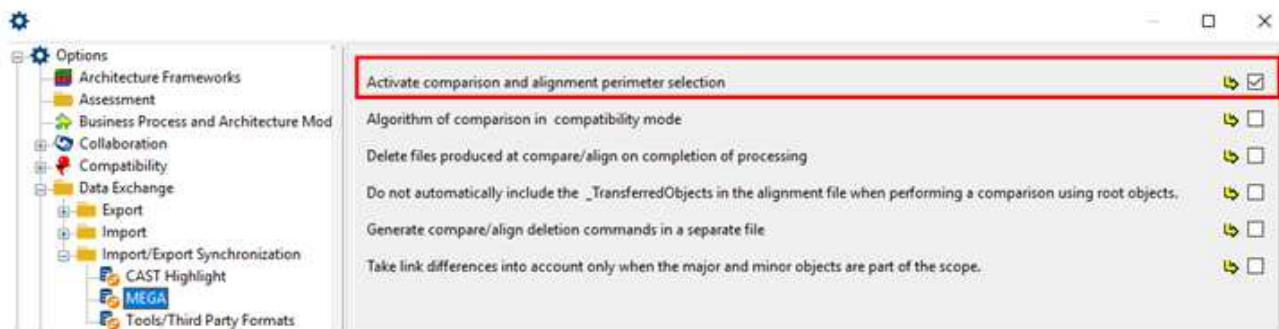 Options
Architecture Frameworks
Assessment
Business Process and Architecture Mod
Collaboration
Compatibility
Data Exchange
Export
Import
Import/Export Synchronization
CAST Highlight
MEGA
Tools/Third Party Formats
Activate comparison and alignment perimeter selection
Algorithm of comparison in compatibility mode
Delete files produced at compare/align on completion of processing
Do not automatically include the _TransferredObjects in the alignment file when performing a comparison using root objects.
Generate compare/align deletion commands in a separate file
Take link differences into account only when the major and minor objects are part of the scope.